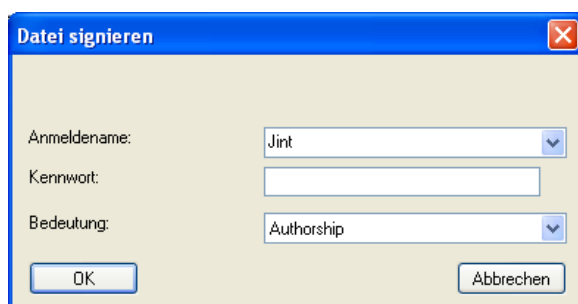 Datei signieren
Anmeldename: Jint
Kennwort:
Bedeutung: Authorship
OK Abbrechen